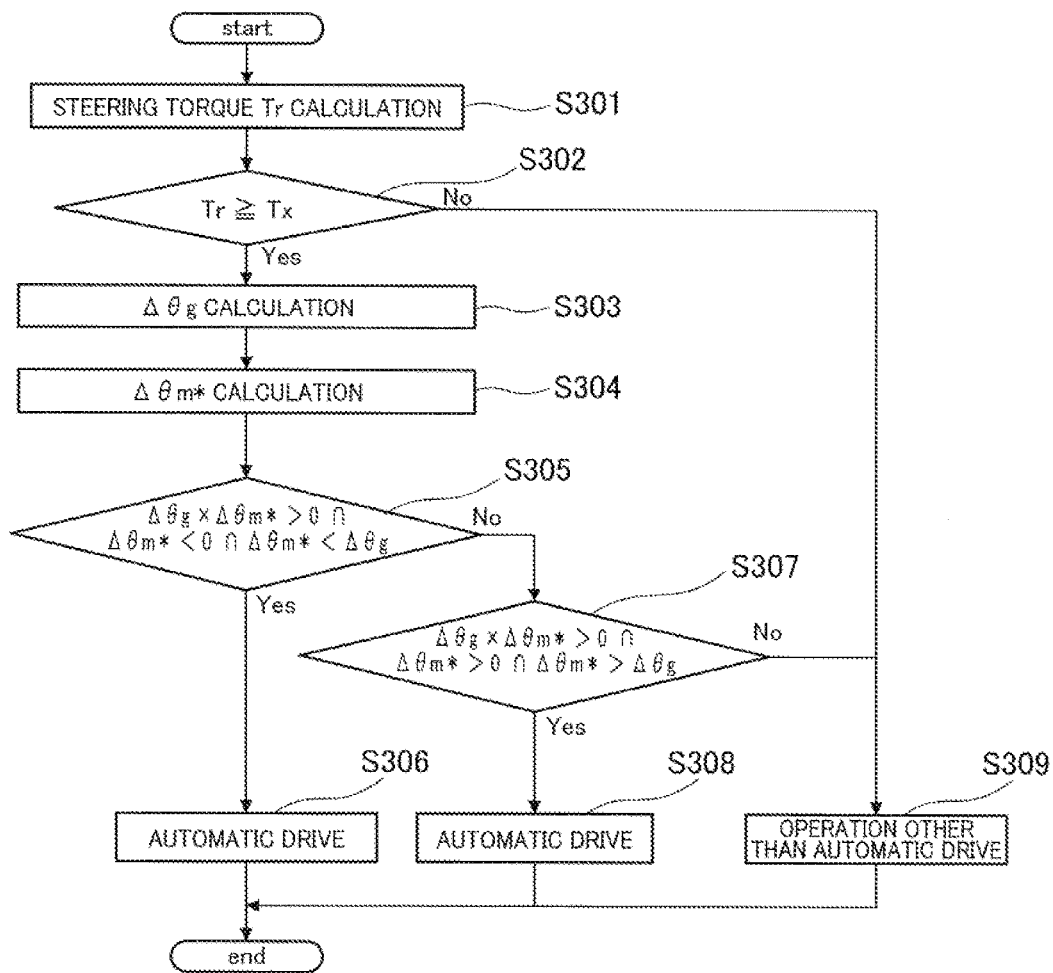 start
STEERING TORQUE Tr CALCULATION
S301
S302
Tr ≧ Tx
No
Yes
Δθg CALCULATION
S303
Δθm* CALCULATION
S304
S305
Δθg × Δθm* > 0 ∩
Δθm* < 0 ∩ Δθm* < Δθg
No
Yes
S307
Δθg × Δθm* > 0 ∩
Δθm* > 0 ∩ Δθm* > Δθg
No
Yes
S306
S308
S309
AUTOMATIC DRIVE
AUTOMATIC DRIVE
OPERATION OTHER
THAN AUTOMATIC DRIVE
end